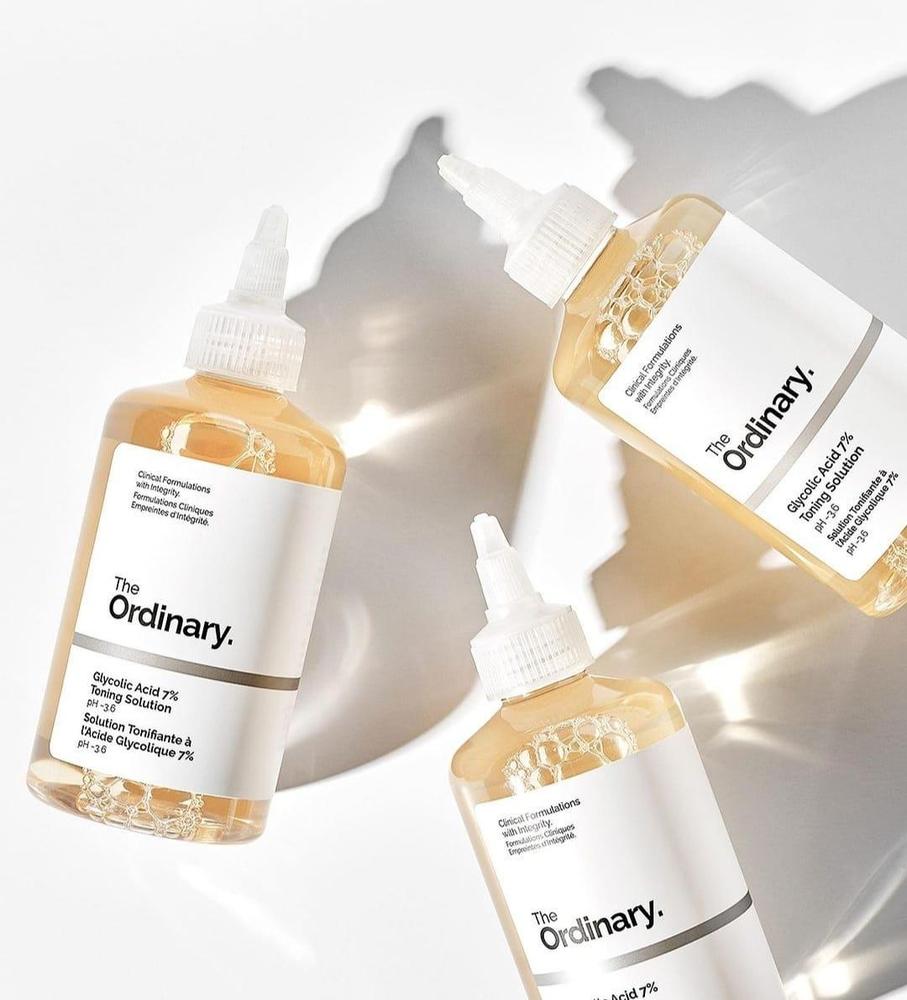 Clinical Formulations
with Integrity.
Formulations Cliniques
Empreintes d'Intégrité.
The
Ordinary.
Glycolic Acid 7%
Toning Solution
pH ~3.6
Solution Tonifiante à
l'Acide Glycolique 7%
pH ~3.6
Clinical Formulations
with Integrity.
Formulations Cliniques
Empreintes d'Intégrité.
The
Ordinary.
Glycolic Acid 7%
Toning Solution
pH ~3.6
Solution Tonifiante à
l'Acide Glycolique 7%
pH ~3.6
Clinical Formulations
with Integrity.
Formulations Cliniques
Empreintes d'Intégrité.
The
Ordinary.
Acid 7%